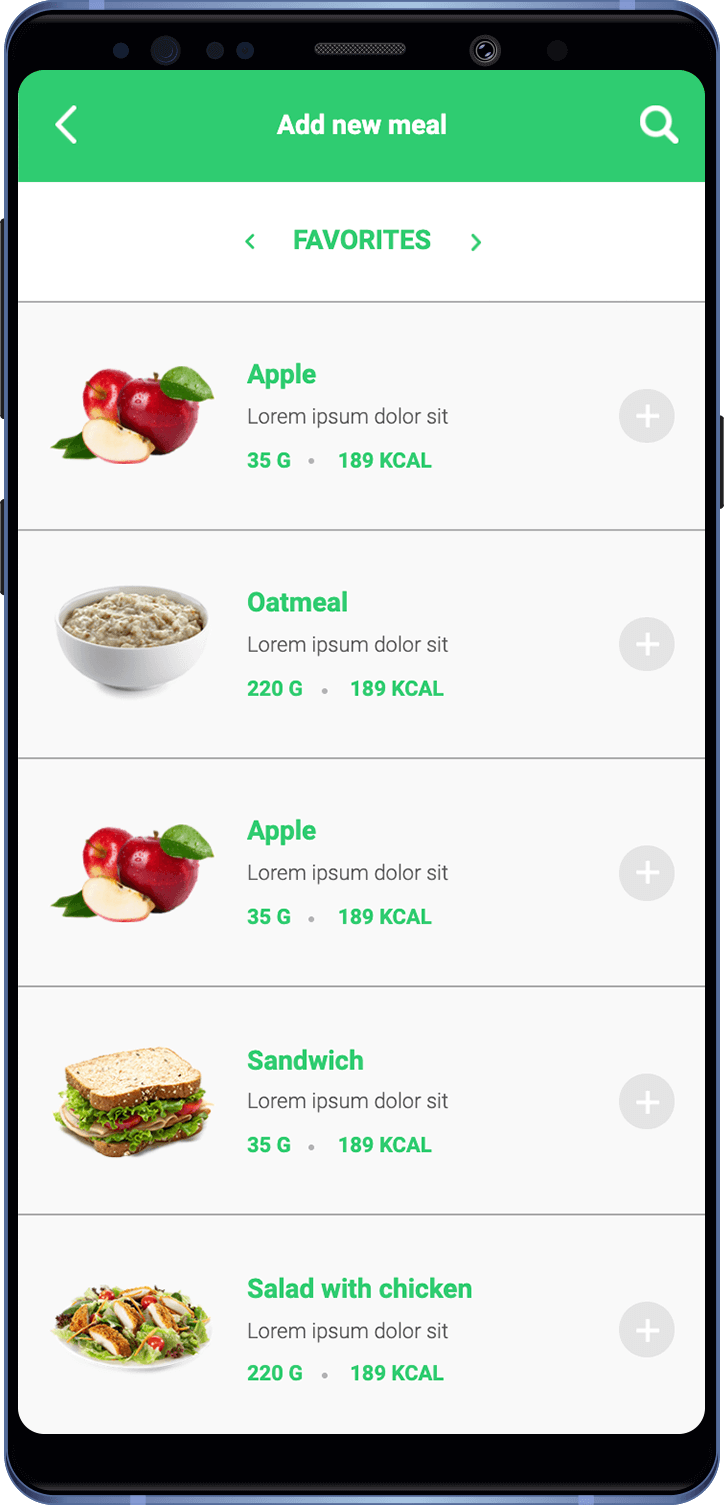 Add new meal
FAVORITES
Apple
Lorem ipsum dolor sit
35 G • 189 KCAL
Oatmeal
Lorem ipsum dolor sit
220 G • 189 KCAL
Apple
Lorem ipsum dolor sit
35 G • 189 KCAL
Sandwich
Lorem ipsum dolor sit
35 G • 189 KCAL
Salad with chicken
Lorem ipsum dolor sit
220 G • 189 KCAL